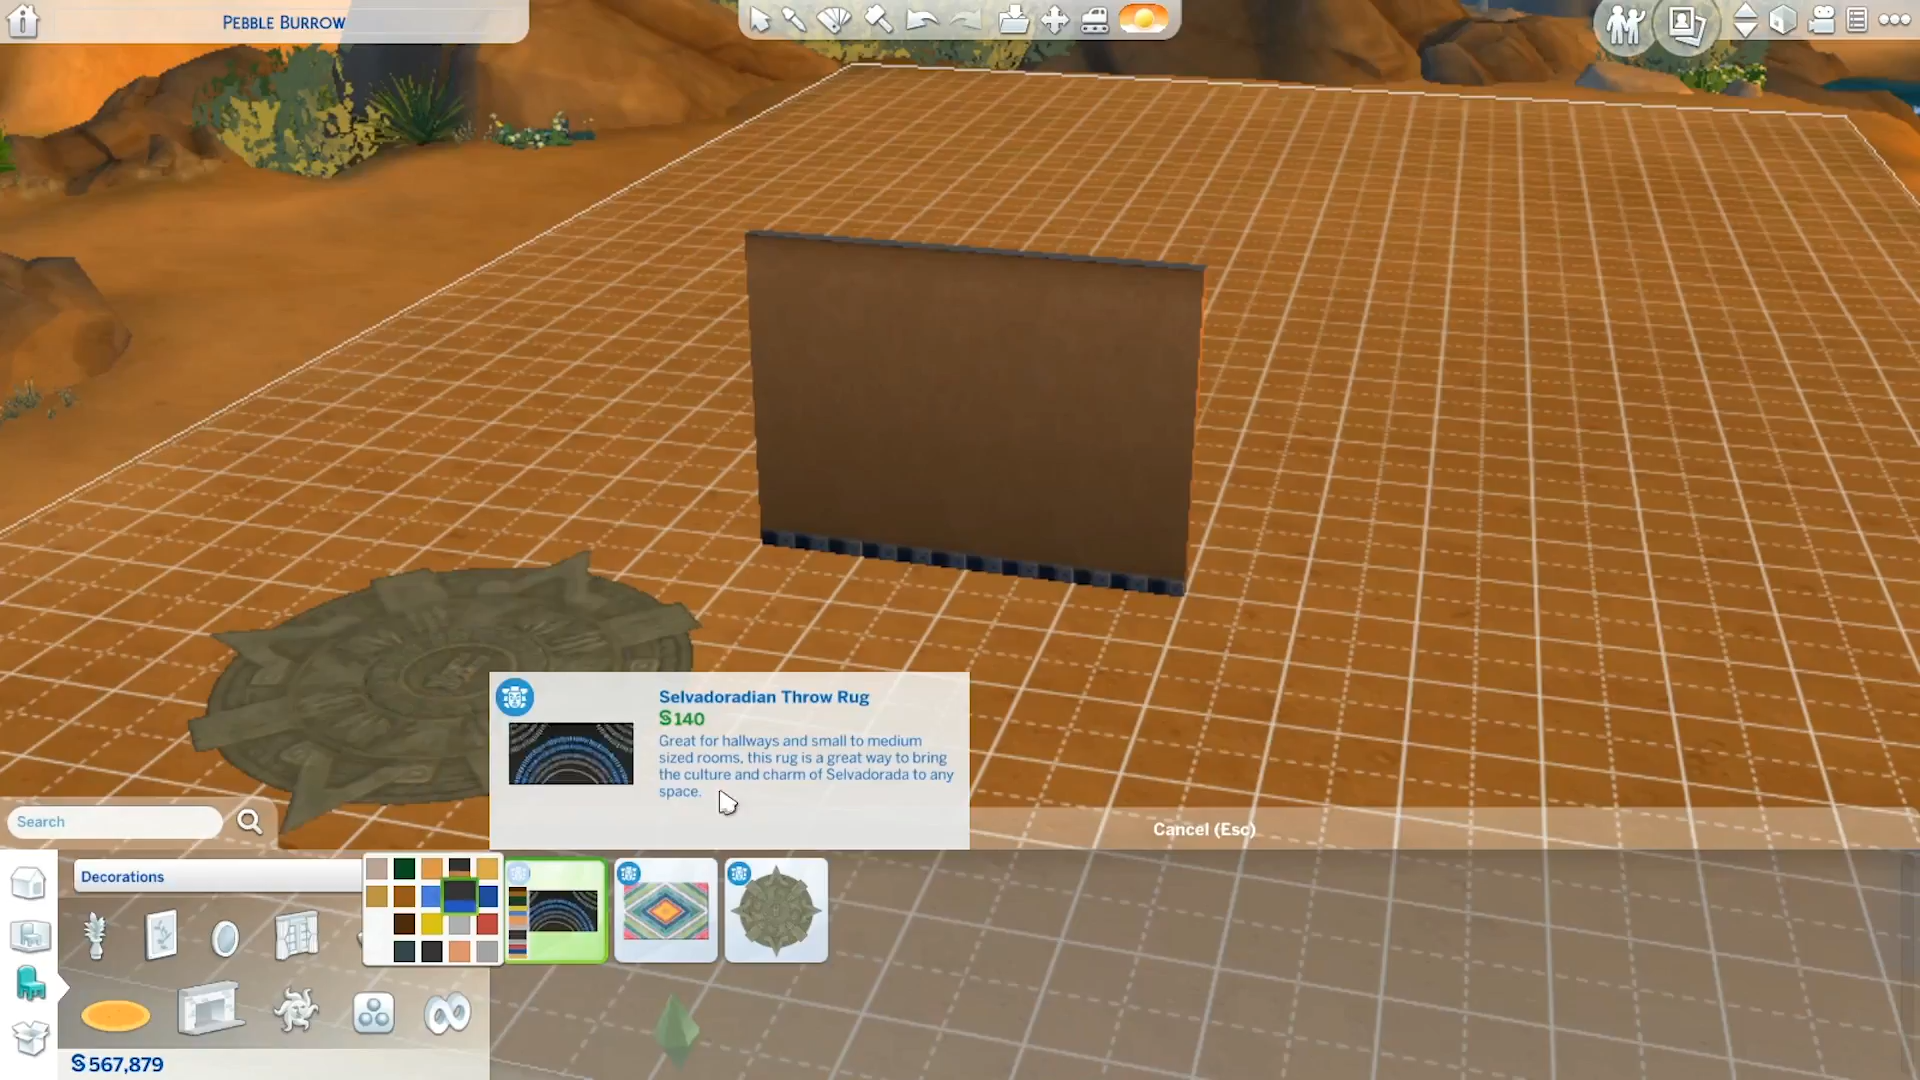 PEBBLE BURROW
Selvadoradian Throw Rug
§140
Great for hallways and small to medium
sized rooms, this rug is a great way to bring
the culture and charm of Selvadorada to any
space.
Search
Cancel (Esc)
Decorations
§567,879